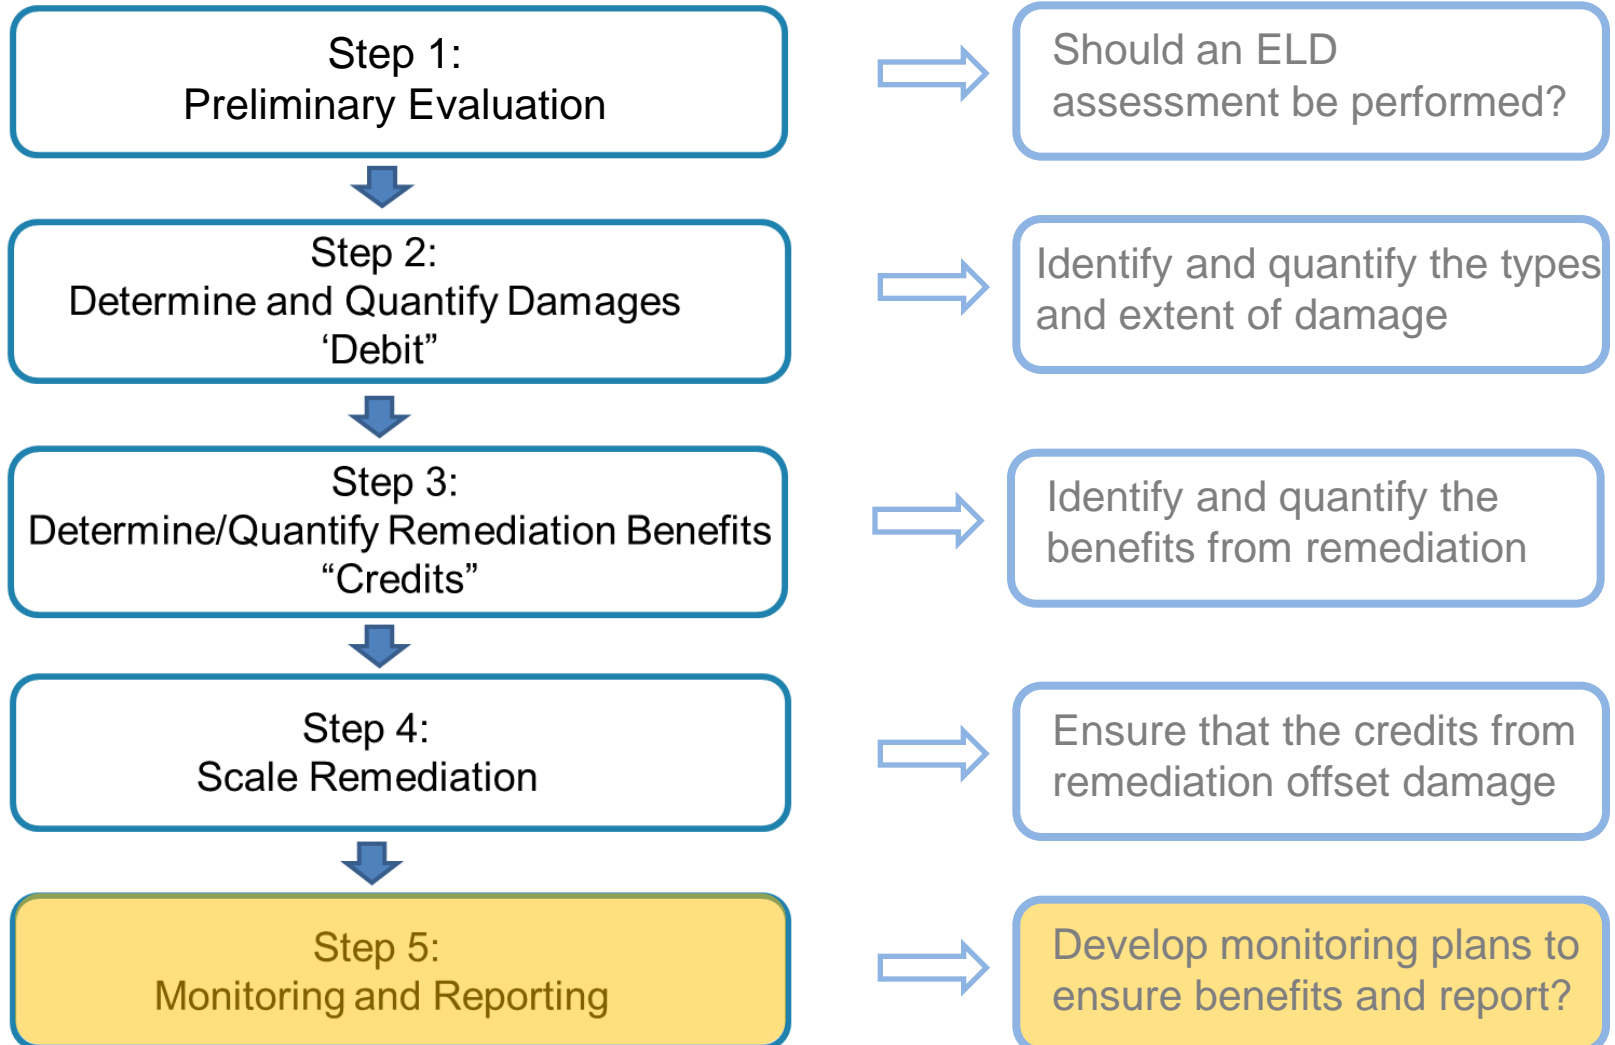 Step 1:
Preliminary Evaluation
Should an ELD
assessment be performed?
Step 2:
Determine and Quantify Damages
‘Debit”
Identify and quantify the types
and extent of damage
Step 3:
Determine/Quantify Remediation Benefits
“Credits”
Identify and quantify the
benefits from remediation
Step 4:
Scale Remediation
Ensure that the credits from
remediation offset damage
Step 5:
Monitoring and Reporting
Develop monitoring plans to
ensure benefits and report?